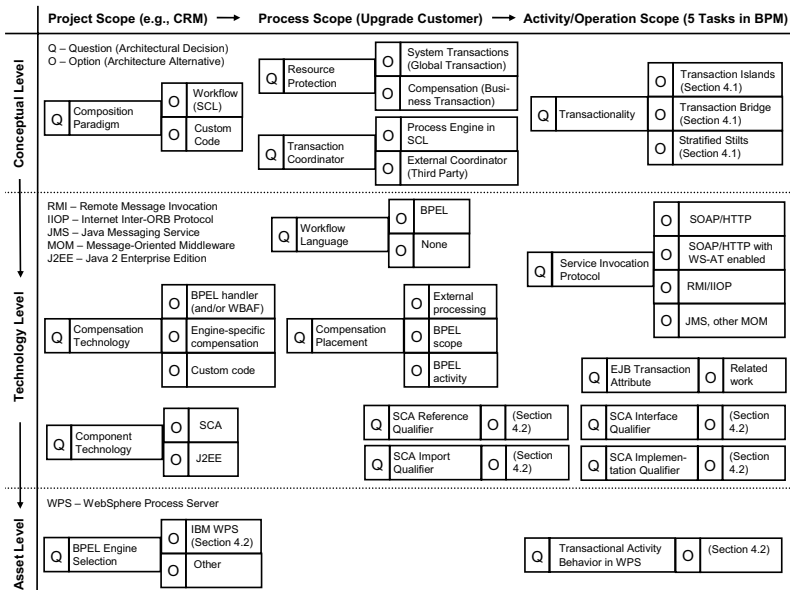 Project Scope (e.g., CRM)
Process Scope (Upgrade Customer)
Activity/Operation Scope (5 Tasks in BPM)
Conceptual Level
Q – Question (Architectural Decision)
O – Option (Architecture Alternative)
Q
Composition
Paradigm
O
Workflow
(SCL)
O
Custom
Code
Q
Resource
Protection
O
System Transactions
(Global Transaction)
O
Compensation (Busi-
ness Transaction)
Q
Transaction
Coordinator
O
Process Engine in
SCL
O
External Coordinator
(Third Party)
Q
Transactionality
O
Transaction Islands
(Section 4.1)
O
Transaction Bridge
(Section 4.1)
O
Stratified Stilts
(Section 4.1)
Technology Level
RMI – Remote Message Invocation
IIOP – Internet Inter-ORB Protocol
JMS – Java Messaging Service
MOM – Message-Oriented Middleware
J2EE – Java 2 Enterprise Edition
Q
Workflow
Language
O
BPEL
O
None
Q
Service Invocation
Protocol
O
SOAP/HTTP
O
SOAP/HTTP with
WS-AT enabled
O
RMI/IIOP
O
JMS, other MOM
Q
Compensation
Technology
O
BPEL handler
(and/or WBAF)
O
Engine-specific
compensation
O
Custom code
Q
Compensation
Placement
O
External
processing
O
BPEL
scope
O
BPEL
activity
Q
EJB Transaction
Attribute
O
Related
work
Q
Component
Technology
O
SCA
O
J2EE
Q
SCA Reference
Qualifier
O
(Section
4.2)
Q
SCA Interface
Qualifier
O
(Section
4.2)
Q
SCA Import
Qualifier
O
(Section
4.2)
Q
SCA Implemen-
tation Qualifier
O
(Section
4.2)
Asset Level
WPS – WebSphere Process Server
Q
BPEL Engine
Selection
O
IBM WPS
(Section 4.2)
O
Other
Q
Transactional Activity
Behavior in WPS
O
(Section 4.2)